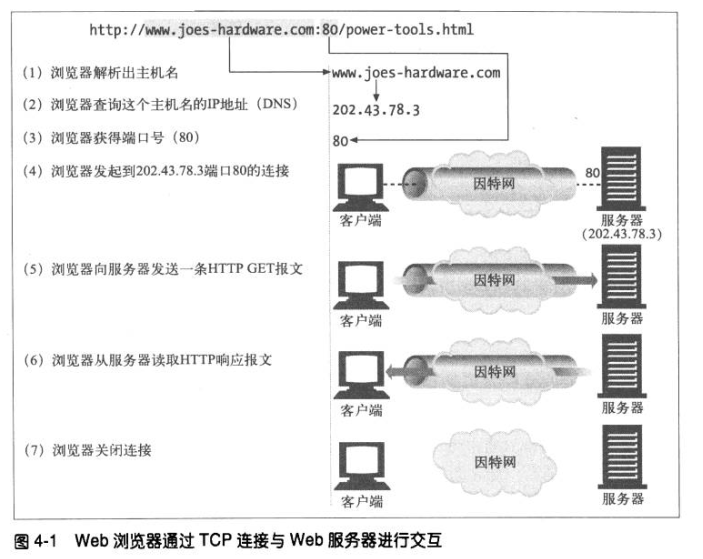 http://www.joes-hardware.com:80/power-tools.html
(1) 浏览器解析出主机名
www.joes-hardware.com
(2) 浏览器查询这个主机名的IP地址（DNS）
202.43.78.3
(3) 浏览器获得端口号（80）
80
(4) 浏览器发起到202.43.78.3端口80的连接
因特网
80
客户端
服务器
(202.43.78.3)
(5) 浏览器向服务器发送一条HTTP GET报文
因特网
客户端
服务器
(6) 浏览器从服务器读取HTTP响应报文
因特网
客户端
服务器
(7) 浏览器关闭连接
因特网
客户端
服务器
图 4-1 Web 浏览器通过 TCP 连接与 Web 服务器进行交互